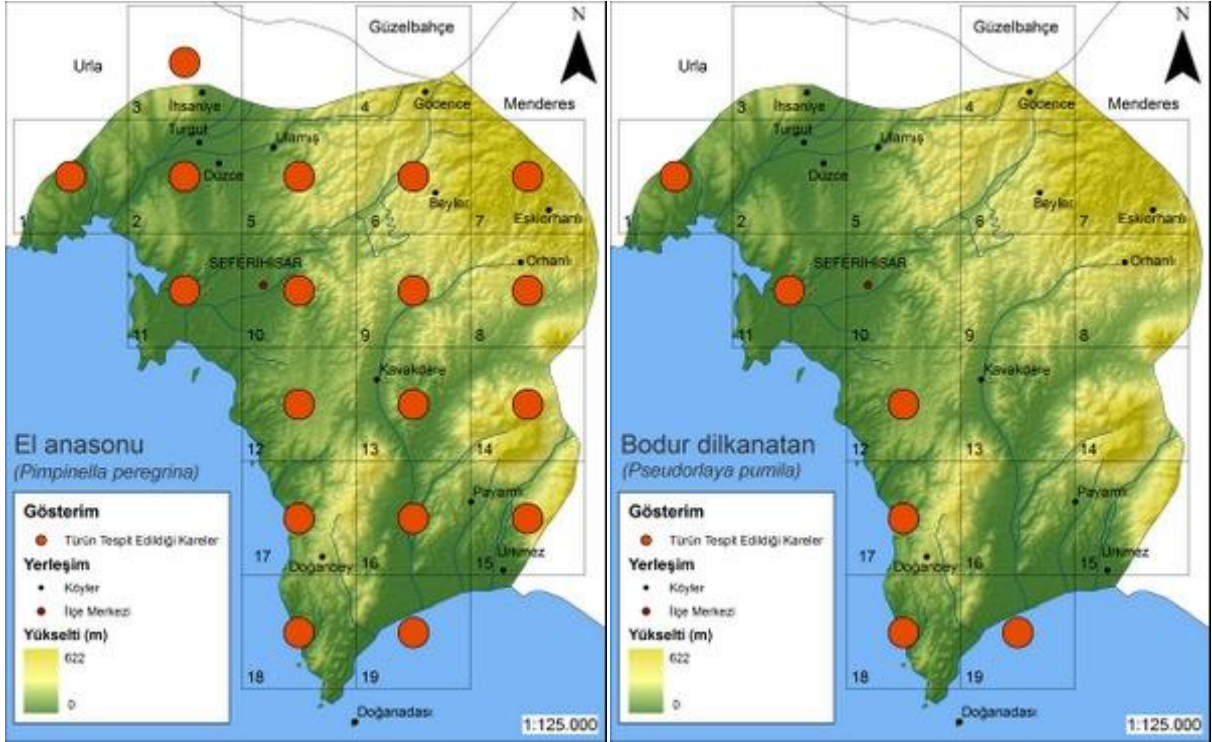 N
Güzelbahçe
Urla
3
4
İhsaniye
Gödence
Menderes
Turgut
Ulamış
Düzce
Beyler
Eskiorhanlı
1
2
5
6
7
SEFERİHİSAR
Orhanlı
11
10
9
8
Kavakdere
El anasonu
(Pimpinella peregrina)
12
13
14
Payamlı
Gösterim
Türün Tespit Edildiği Kareler
Yerleşim
Köyler
İlçe Merkezi
Yükselti (m)
622
0
17
Doğanbey
16
15
Ürkmez
18
19
Doğanadası
1:125.000
N
Güzelbahçe
Urla
3
4
İhsaniye
Gödence
Menderes
Turgut
Ulamış
Düzce
Beyler
Eskiorhanlı
1
2
5
6
7
SEFERİHİSAR
Orhanlı
11
10
9
8
Kavakdere
Bodur dilkanatan
(Pseudorlaya pumila)
12
13
14
Payamlı
Gösterim
Türün Tespit Edildiği Kareler
Yerleşim
Köyler
İlçe Merkezi
Yükselti (m)
622
0
17
Doğanbey
16
15
Ürkmez
18
19
Doğanadası
1:125.000